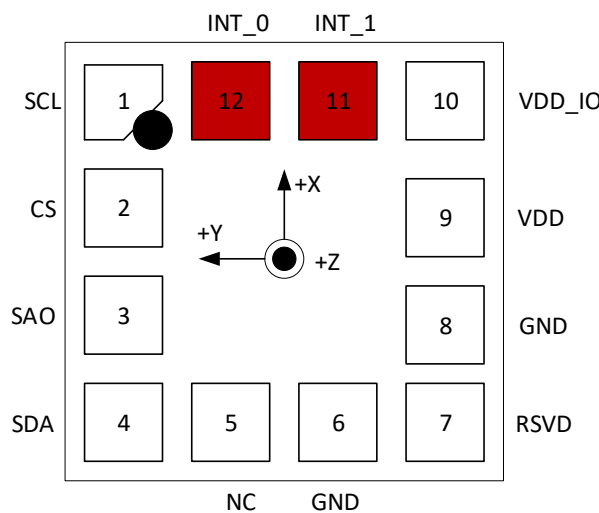 INT_0 INT_1
SCL 1 12 11 10 VDD_IO
CS 2 9 VDD
+X
+Y
+Z
SAO 3 8 GND
SDA 4 5 6 7 RSVD
NC GND